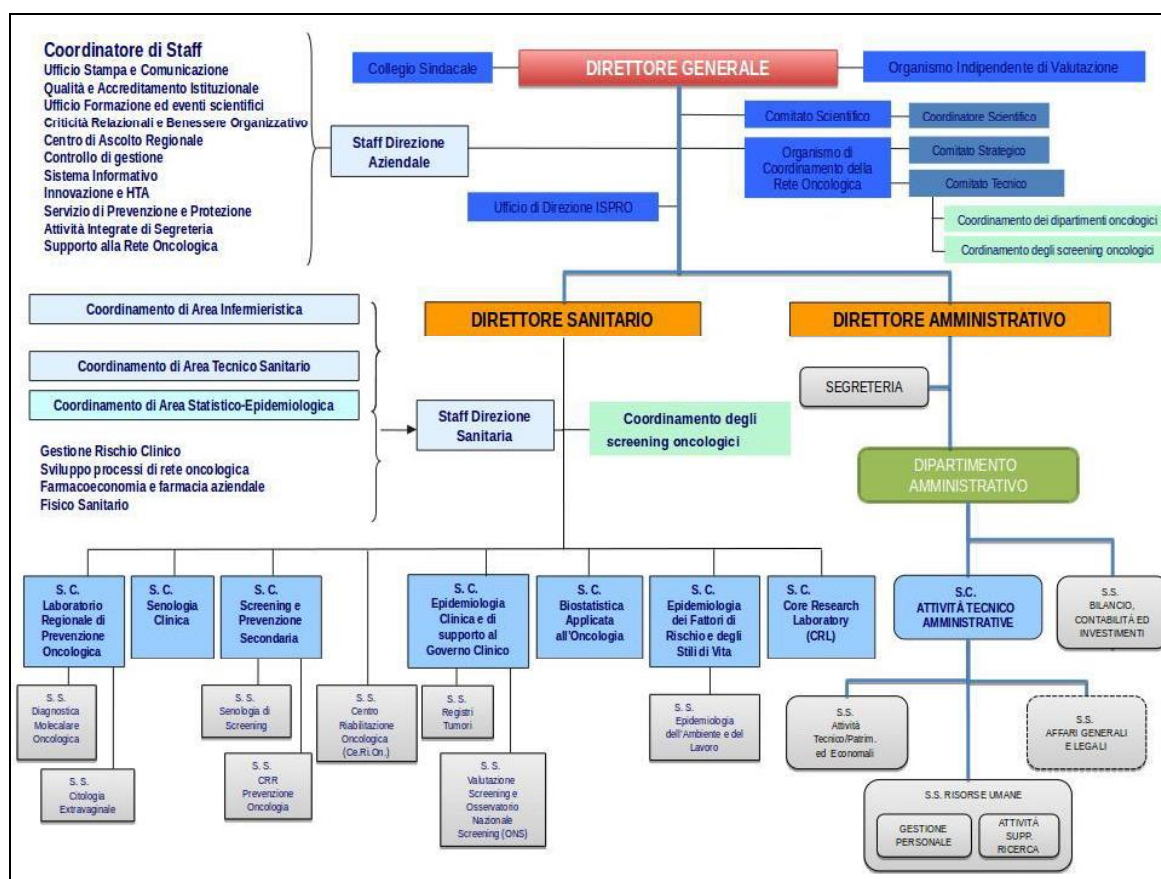 Coordinatore di Staff
Ufficio Stampa e Comunicazione
Qualità e Accreditamento Istituzionale
Ufficio Formazione ed eventi scientifici
Criticità Relazionali e Benessere Organizzativo
Centro di Ascolto Regionale
Controllo di gestione
Sistema Informativo
Innovazione e HTA
Servizio di Prevenzione e Protezione
Attività Integrate di Segreteria
Supporto alla Rete Oncologica
Collegio Sindacale
DIRETTORE GENERALE
Organismo Indipendente di Valutazione
Staff Direzione
Aziendale
Comitato Scientifico
Coordinatore Scientifico
Organismo di
Coordinamento della
Rete Oncologica
Comitato Strategico
Comitato Tecnico
Ufficio di Direzione ISPRO
Coordinamento dei dipartimenti oncologici
Cordinamento degli screening oncologici
DIRETTORE SANITARIO
DIRETTORE AMMINISTRATIVO
Coordinamento di Area Infermieristica
Coordinamento di Area Tecnico Sanitario
Coordinamento di Area Statistico-Epidemiologica
Gestione Rischio Clinico
Sviluppo processi di rete oncologica
Farmacoeconomia e farmacia aziendale
Fisico Sanitario
Staff Direzione
Sanitaria
Coordinamento degli
screening oncologici
SEGRETERIA
DIPARTIMENTO
AMMINISTRATIVO
S. C.
Laboratorio
Regionale di
Prevenzione
Oncologica
S. C.
Senologia
Clinica
S. C.
Screening e
Prevenzione
Secondaria
S. C.
Epidemiologia
Clinica e di
supporto al
Governo Clinico
S. C.
Biostatistica
Applicata
all'Oncologia
S. C.
Epidemiologia
dei Fattori di
Rischio e degli
Stili di Vita
S. C.
Core Research
Laboratory
(CRL)
S.C.
ATTIVITÀ TECNICO
AMMINISTRATIVE
S.S.
BILANCIO,
CONTABILITÀ ED
INVESTIMENTI
S. S.
Diagnostica
Molecalare
Oncologica
S. S.
Citologia
Extravaginale
S. S.
Senologia di
Screening
S. S.
CRR
Prevenzione
Oncologia
S. S.
Centro
Riabilitazione
Oncologica
(Ce.Ri.On.)
S. S.
Registri
Tumori
S. S.
Valutazione
Screening e
Osservatorio
Nazionale
Screening (ONS)
S. S.
Epidemiologia
dell'Ambiente e del
Lavoro
S.S.
Attività
Tecnico/Patrim.
ed Economali
S.S.
AFFARI GENERALI
E LEGALI
S.S. RISORSE UMANE
GESTIONE
PERSONALE
ATTIVITÀ
SUPP.
RICERCA